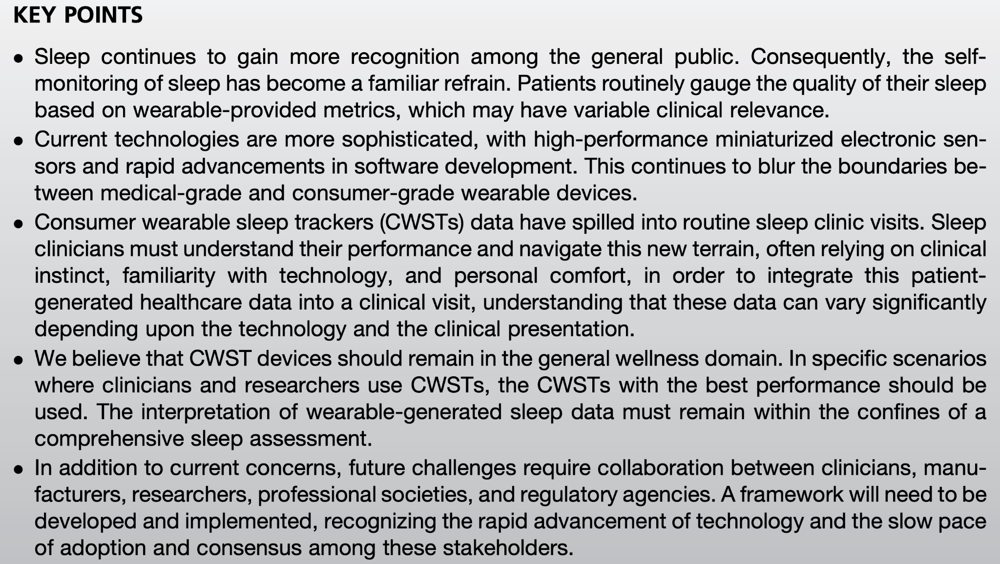 KEY POINTS
● Sleep continues to gain more recognition among the general public. Consequently, the self-
monitoring of sleep has become a familiar refrain. Patients routinely gauge the quality of their sleep
based on wearable-provided metrics, which may have variable clinical relevance.
● Current technologies are more sophisticated, with high-performance miniaturized electronic sen-
sors and rapid advancements in software development. This continues to blur the boundaries be-
tween medical-grade and consumer-grade wearable devices.
● Consumer wearable sleep trackers (CWSTs) data have spilled into routine sleep clinic visits. Sleep
clinicians must understand their performance and navigate this new terrain, often relying on clinical
instinct, familiarity with technology, and personal comfort, in order to integrate this patient-
generated healthcare data into a clinical visit, understanding that these data can vary significantly
depending upon the technology and the clinical presentation.
● We believe that CWST devices should remain in the general wellness domain. In specific scenarios
where clinicians and researchers use CWSTs, the CWSTs with the best performance should be
used. The interpretation of wearable-generated sleep data must remain within the confines of a
comprehensive sleep assessment.
● In addition to current concerns, future challenges require collaboration between clinicians, manu-
facturers, researchers, professional societies, and regulatory agencies. A framework will need to be
developed and implemented, recognizing the rapid advancement of technology and the slow pace
of adoption and consensus among these stakeholders.